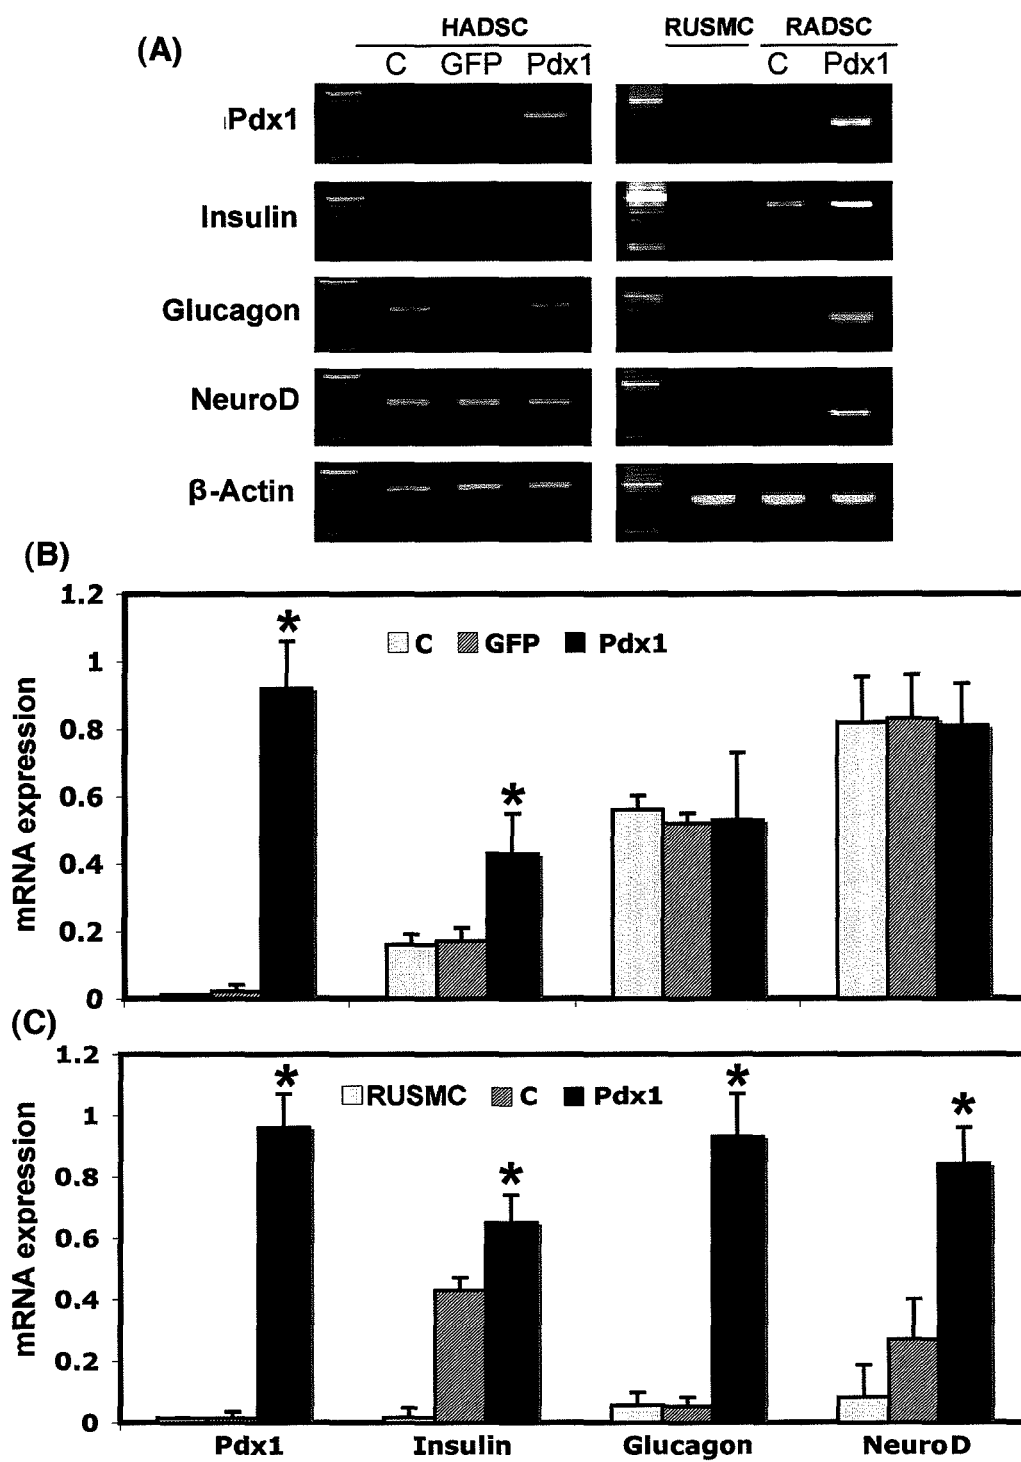 (A)
HADSC
RUSMC
RADSC
C GFP Pdx1
C Pdx1
Pdx1
Insulin
Glucagon
NeuroD
β-Actin
(B)
1.2
1
0.8
0.6
0.4
0.2
0
mRNA expression
C GFP Pdx1
*
*
(C)
1.2
1
0.8
0.6
0.4
0.2
0
mRNA expression
RUSMC C Pdx1
*
*
*
*
Pdx1 Insulin Glucagon NeuroD